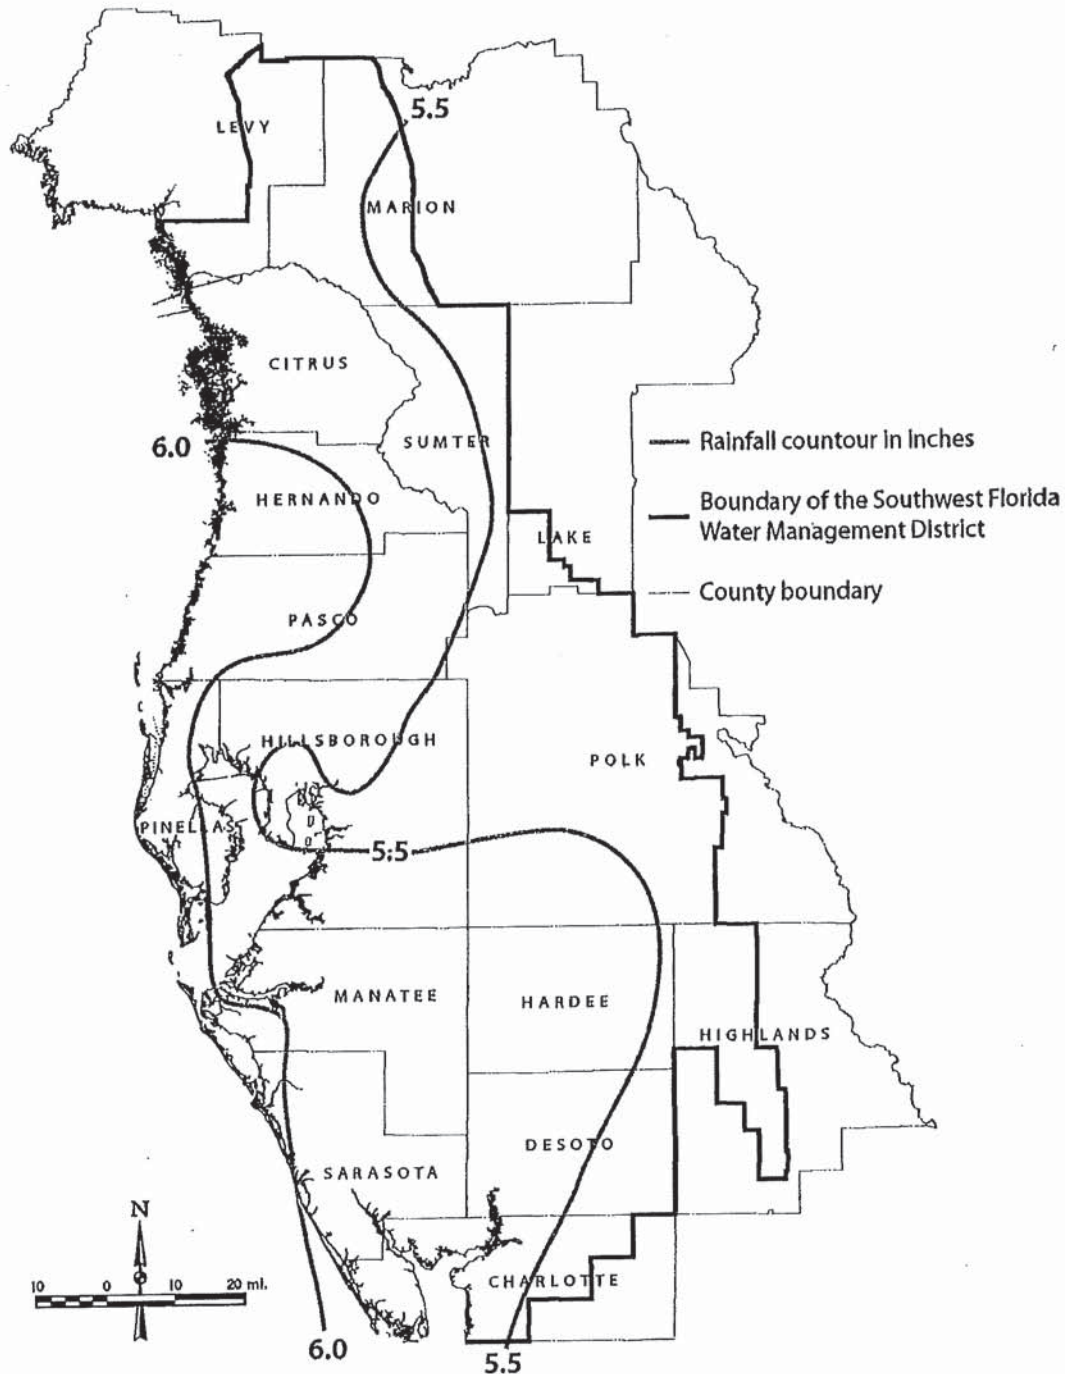 5.5
LEVY
MARION
CITRUS
6.0
SUMTER
Rainfall countour in inches
HERNANDO
Boundary of the Southwest Florida
Water Management District
LAKE
County boundary
PASCO
HILLSBOROUGH
POLK
PINELLAS
5:5
MANATEE
HARDEE
HIGHLANDS
DESOTO
SARASOTA
N
CHARLOTTE
10 0 10 20 mi.
6.0
5.5